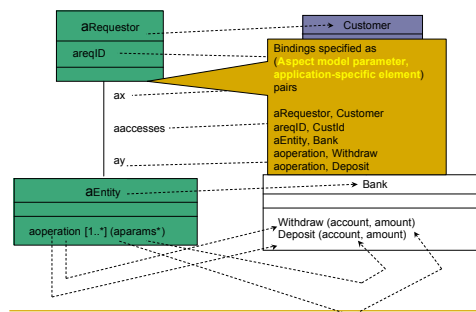 aRequestor
areqID
Customer
Bindings specified as
(Aspect model parameter,
application-specific element)
pairs
aRequestor, Customer
areqID, CustId
aEntity, Bank
aoperation, Withdraw
aoperation, Deposit
ax
aaccesses
ay
aEntity
aoperation [1..*] (aparams*)
Bank
Withdraw (account, amount)
Deposit (account, amount)